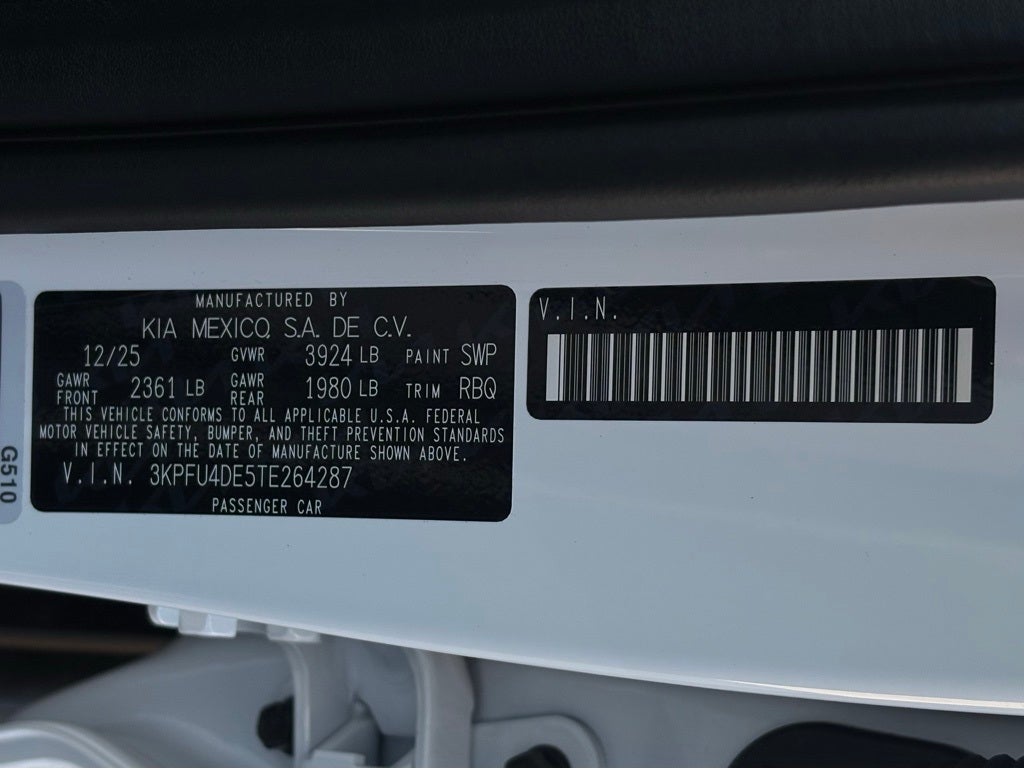 MANUFACTURED BY
KIA MEXICO, S.A. DE C.V.
12/25 GVWR 3924 LB PAINT SWP
GAWR FRONT 2361 LB GAWR REAR 1980 LB TRIM RBQ
THIS VEHICLE CONFORMS TO ALL APPLICABLE U.S.A. FEDERAL
MOTOR VEHICLE SAFETY, BUMPER, AND THEFT PREVENTION STANDARDS
IN EFFECT ON THE DATE OF MANUFACTURE SHOWN ABOVE.
V.I.N. 3KPFU4DE5TE264287
PASSENGER CAR
V.I.N.
G510